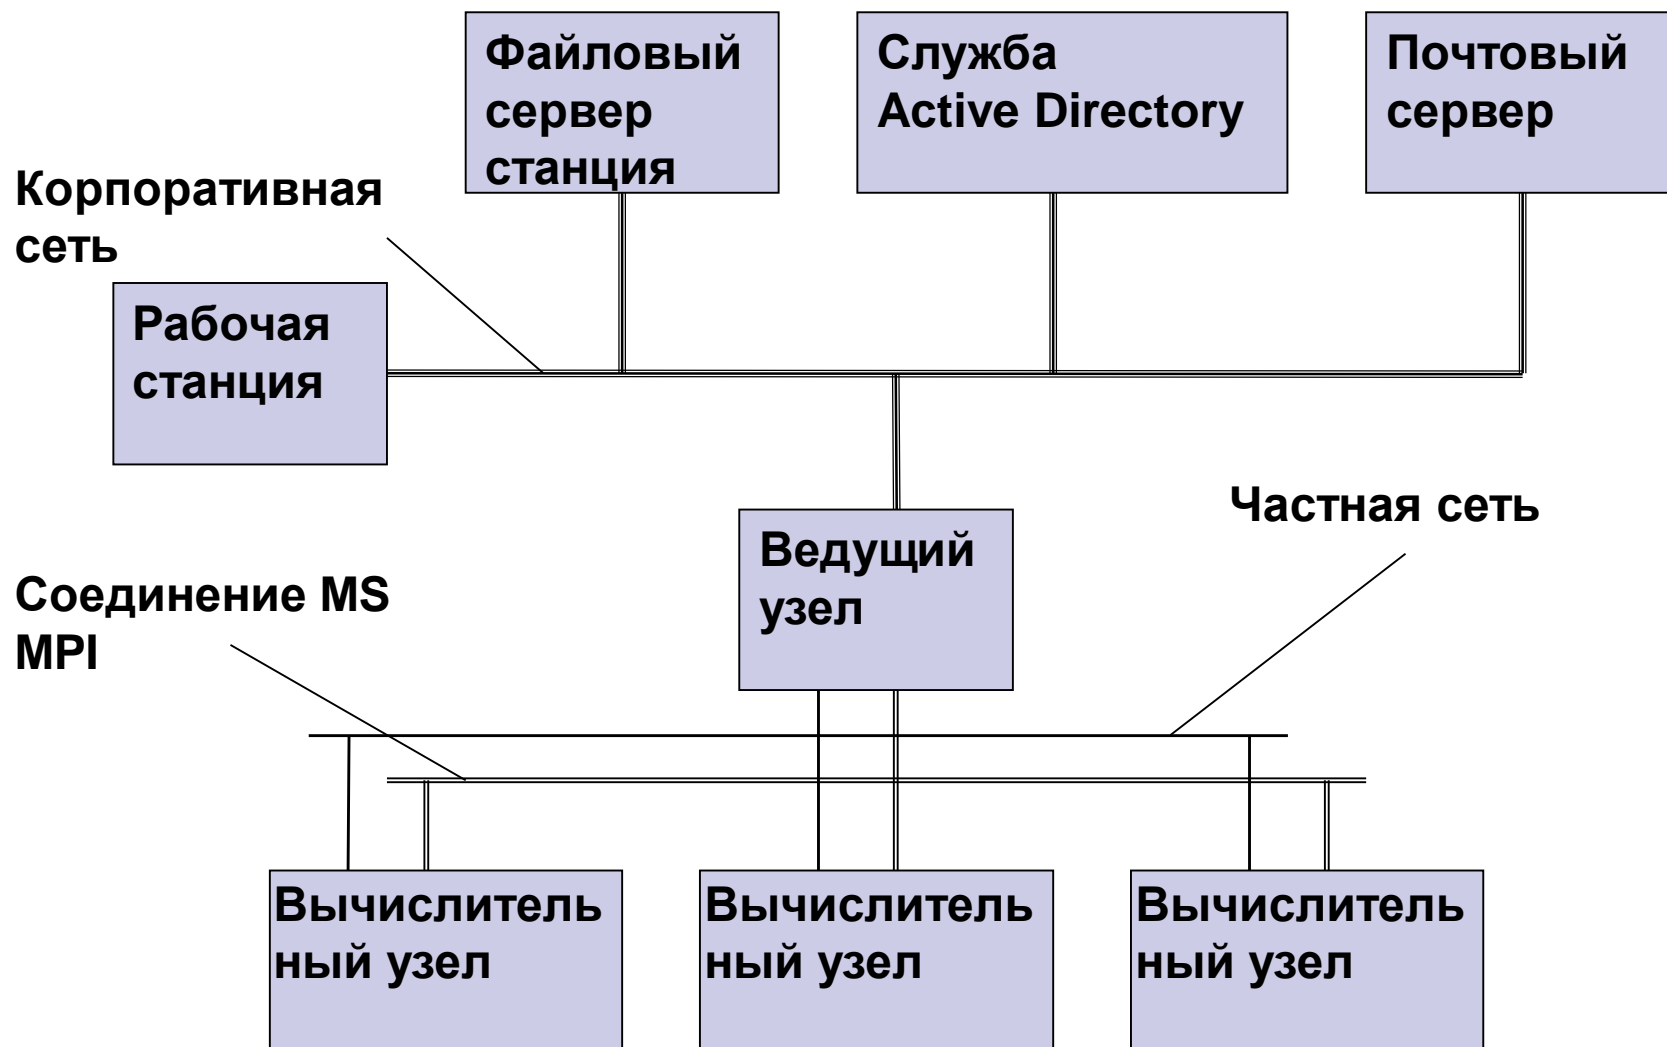 Файловый
сервер
станция
Служба
Active Directory
Почтовый
сервер
Корпоративная
сеть
Рабочая
станция
Частная сеть
Ведущий
узел
Соединение MS
MPI
Вычислитель
ный узел
Вычислитель
ный узел
Вычислитель
ный узел